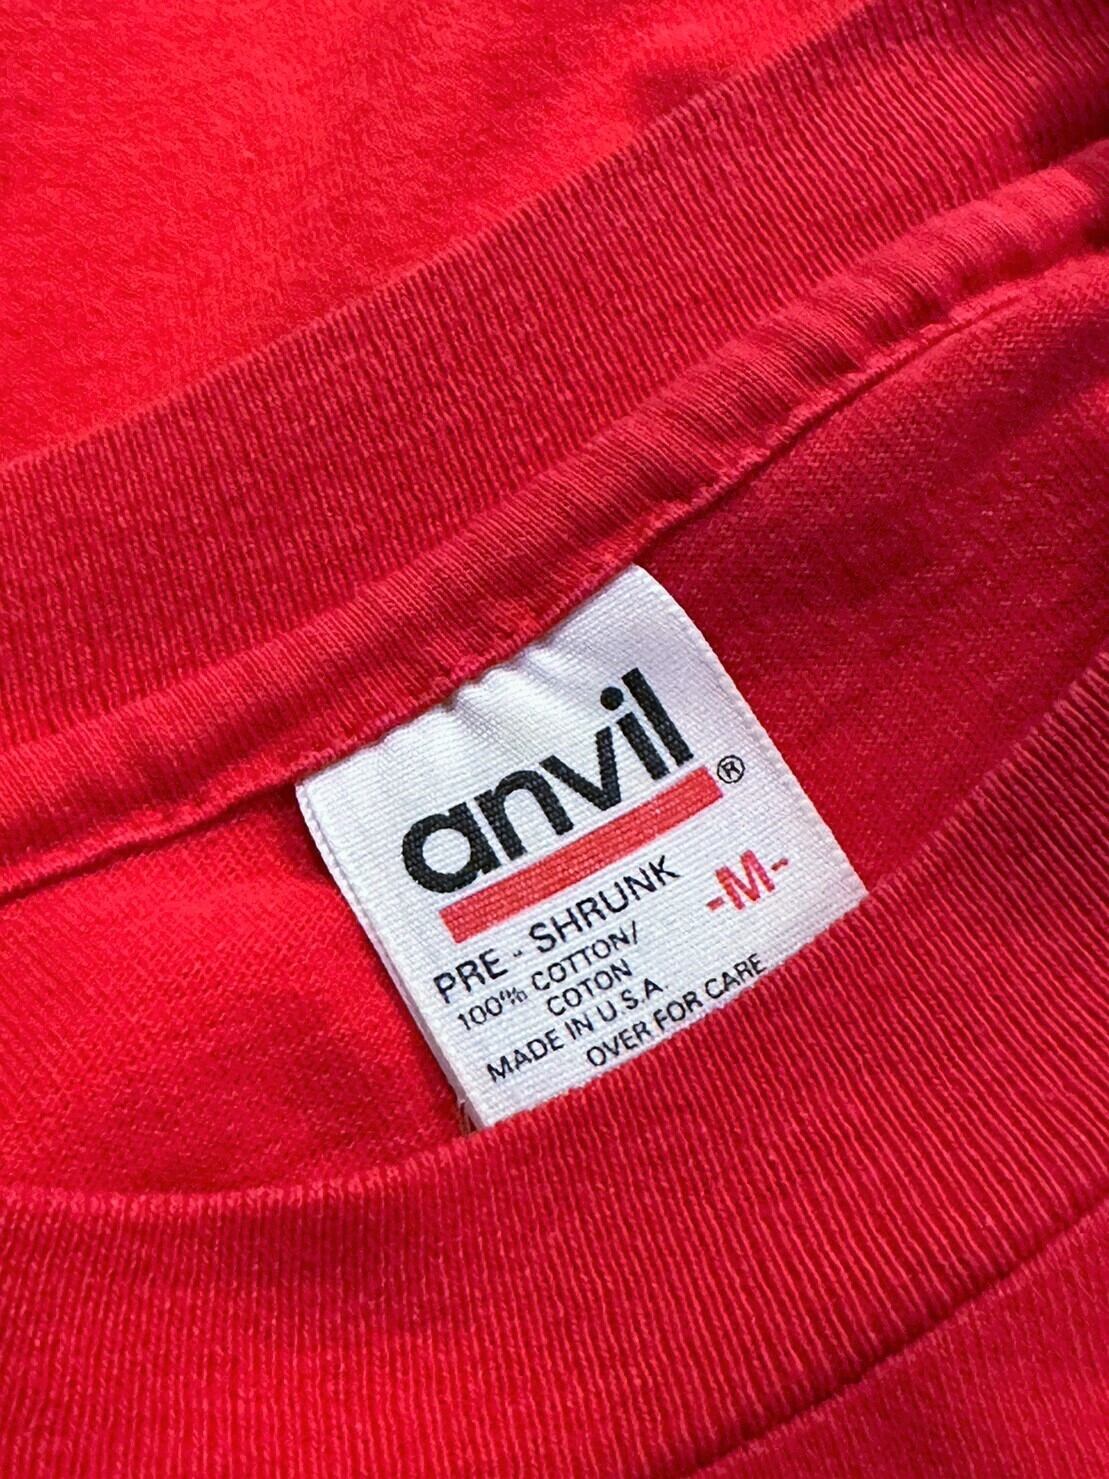 anvil®
PRE-SHRUNK -M-
100% COTTON/
COTON
MADE IN U.S.A.
OVER FOR CARE